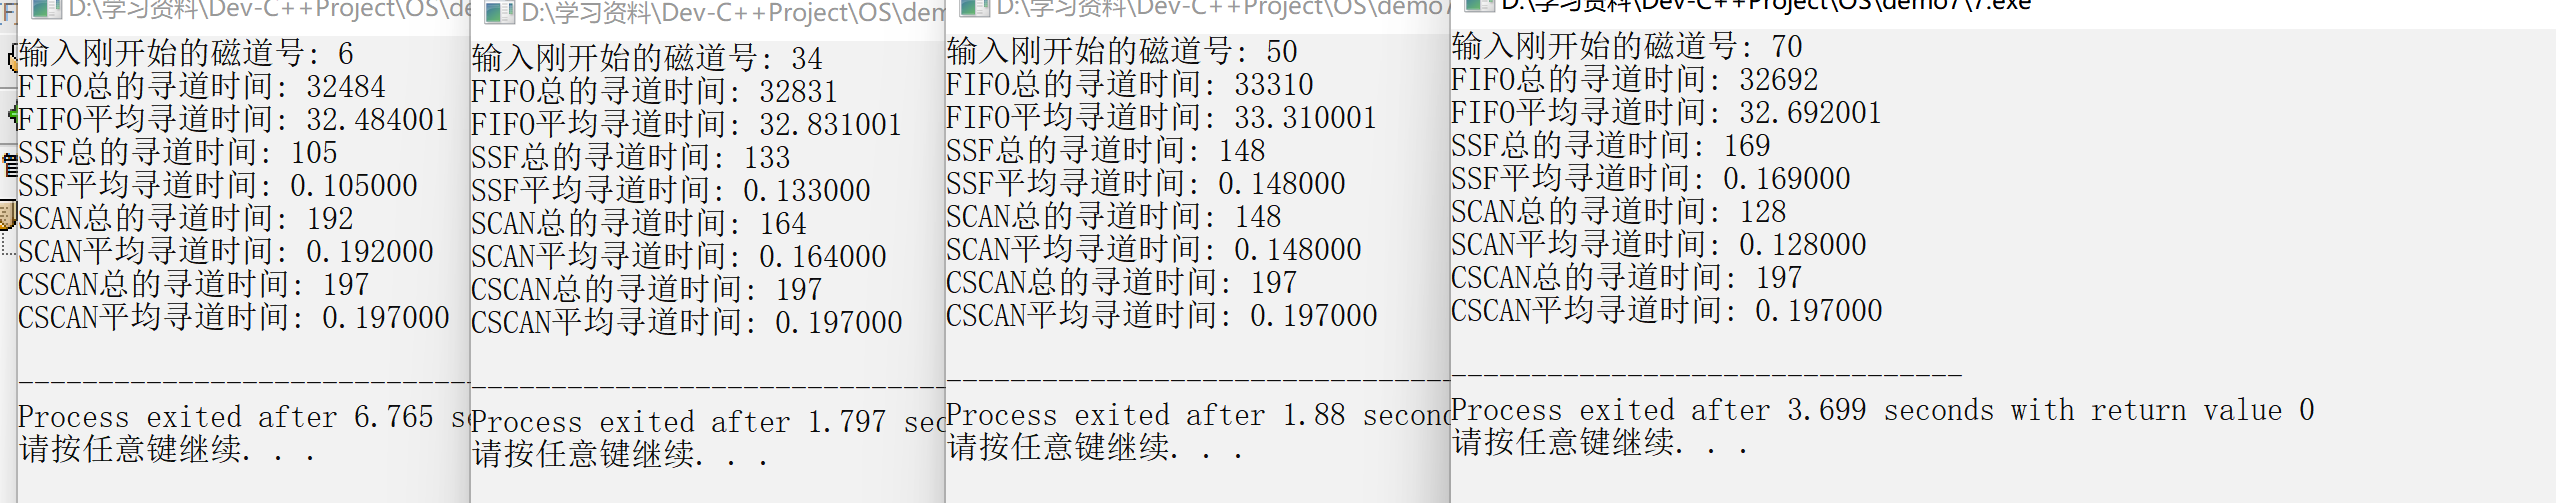 D:\学习资料\Dev-C++Project\OS\de
输入刚开始的磁道号: 6
FIFO总的寻道时间: 32484
FIFO平均寻道时间: 32.484001
SSF总的寻道时间: 105
SSF平均寻道时间: 0.105000
SCAN总的寻道时间: 192
SCAN平均寻道时间: 0.192000
CSCAN总的寻道时间: 197
CSCAN平均寻道时间: 0.197000
Process exited after 6.765 se
请按任意键继续. . .
D:\学习资料\Dev-C++Project\OS\dem
输入刚开始的磁道号: 34
FIFO总的寻道时间: 32831
FIFO平均寻道时间: 32.831001
SSF总的寻道时间: 133
SSF平均寻道时间: 0.133000
SCAN总的寻道时间: 164
SCAN平均寻道时间: 0.164000
CSCAN总的寻道时间: 197
CSCAN平均寻道时间: 0.197000
Process exited after 1.797 sec
请按任意键继续. . .
D:\学习资料\Dev-C++Project\OS\demo7
输入刚开始的磁道号: 50
FIFO总的寻道时间: 33310
FIFO平均寻道时间: 33.310001
SSF总的寻道时间: 148
SSF平均寻道时间: 0.148000
SCAN总的寻道时间: 148
SCAN平均寻道时间: 0.148000
CSCAN总的寻道时间: 197
CSCAN平均寻道时间: 0.197000
Process exited after 1.88 second
请按任意键继续. . .
D:\学习资料\Dev-C++Project\OS\demo7\7.exe
输入刚开始的磁道号: 70
FIFO总的寻道时间: 32692
FIFO平均寻道时间: 32.692001
SSF总的寻道时间: 169
SSF平均寻道时间: 0.169000
SCAN总的寻道时间: 128
SCAN平均寻道时间: 0.128000
CSCAN总的寻道时间: 197
CSCAN平均寻道时间: 0.197000
--------------------------------
Process exited after 3.699 seconds with return value 0
请按任意键继续. . .